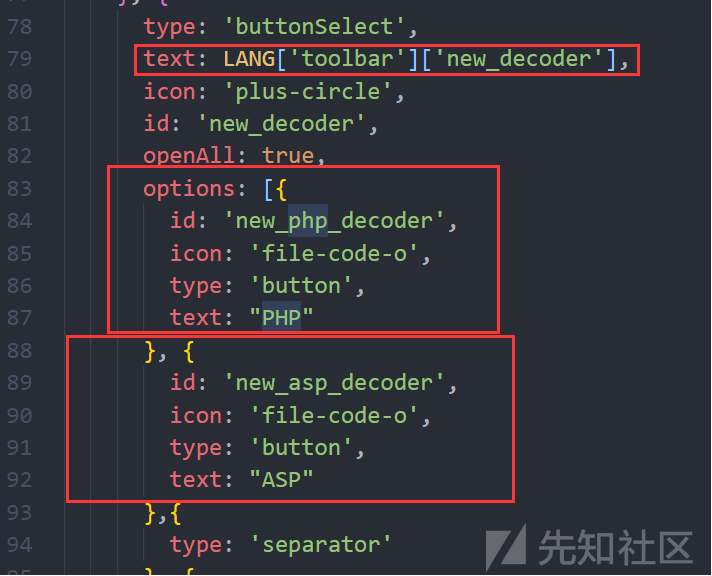 78 type: 'buttonSelect',
79 text: LANG['toolbar']['new_decoder'],
80 icon: 'plus-circle',
81 id: 'new_decoder',
82 openAll: true,
83 options: [{
84 id: 'new_php_decoder',
85 icon: 'file-code-o',
86 type: 'button',
87 text: "PHP"
88 }, {
89 id: 'new_asp_decoder',
90 icon: 'file-code-o',
91 type: 'button',
92 text: "ASP"
93 },{
94 type: 'separator'
先知社区